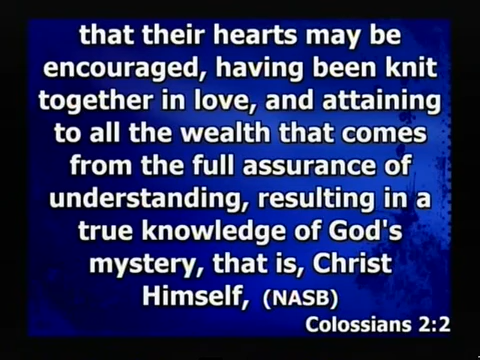 that their hearts may be
encouraged, having been knit
together in love, and attaining
to all the wealth that comes
from the full assurance of
understanding, resulting in a
true knowledge of God's
mystery, that is, Christ
Himself, (NASB)
Colossians 2:2